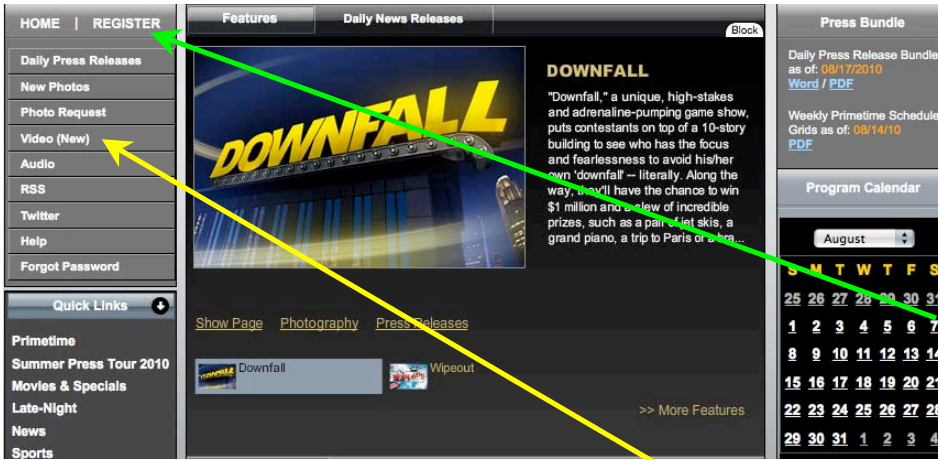 HOME | REGISTER
Daily Press Releases
New Photos
Photo Request
Video (New)
Audio
RSS
Twitter
Help
Forgot Password
Quick Links
Primetime
Summer Press Tour 2010
Movies & Specials
Late-Night
News
Sports
Features
Daily News Releases
Block
DOWNFALL
DOWNFALL
"Downfall," a unique, high-stakes
and adrenaline-pumping game show,
puts contestants on top of a 10-story
building to see who has the focus
and fearlessness to avoid his/her
own 'downfall' -- literally. Along the
way, they'll have the chance to win
$1 million and a slew of incredible
prizes, such as a pair of jet skis, a
grand piano, a trip to Paris or a bra...
Show Page Photography Press Releases
Downfall
Wipeout
>> More Features
Press Bundle
Daily Press Release Bundle
as of: 08/17/2010
Word / PDF
Weekly Primetime Schedule
Grids as of: 08/14/10
PDF
Program Calendar
August
S M T W T F S
25 26 27 28 29 30 31
1 2 3 4 5 6 7
8 9 10 11 12 13 14
15 16 17 18 19 20 21
22 23 24 25 26 27 28
29 30 31 1 2 3 4